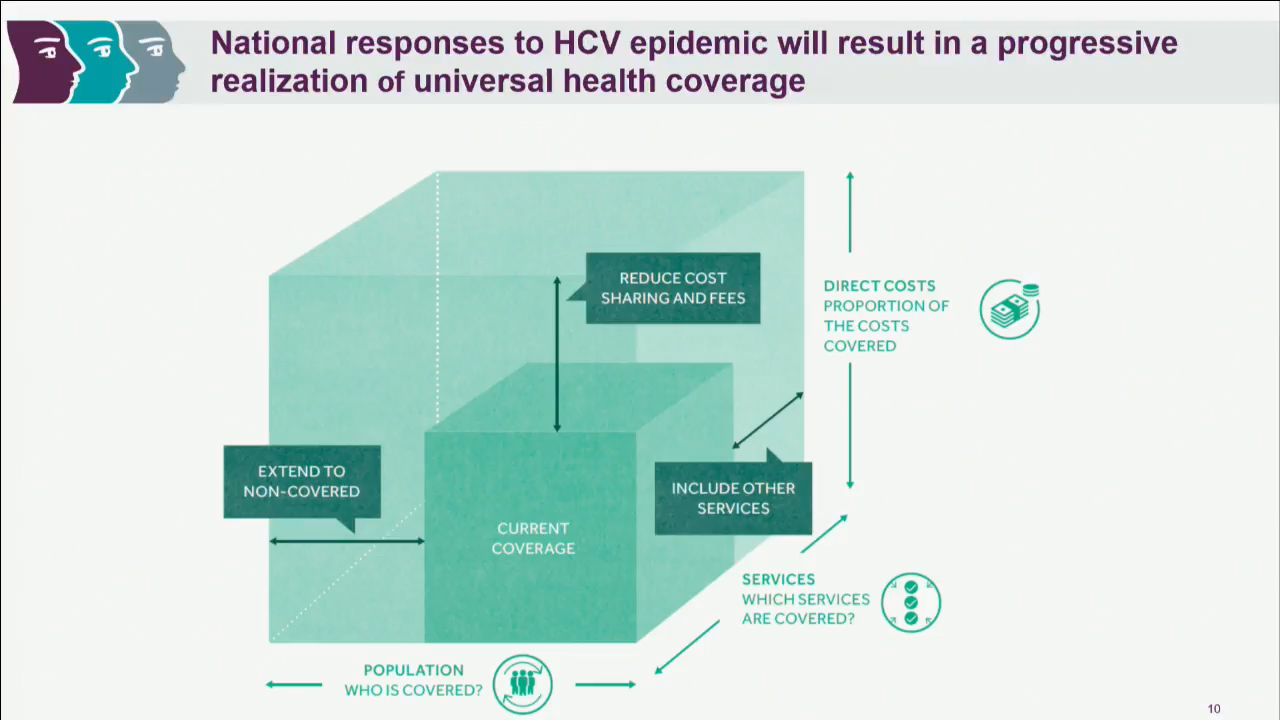 National responses to HCV epidemic will result in a progressive
realization of universal health coverage
REDUCE COST
SHARING AND FEES
DIRECT COSTS
PROPORTION OF
THE COSTS
COVERED
EXTEND TO
NON-COVERED
INCLUDE OTHER
SERVICES
CURRENT
COVERAGE
SERVICES
WHICH SERVICES
ARE COVERED?
POPULATION
WHO IS COVERED?
10